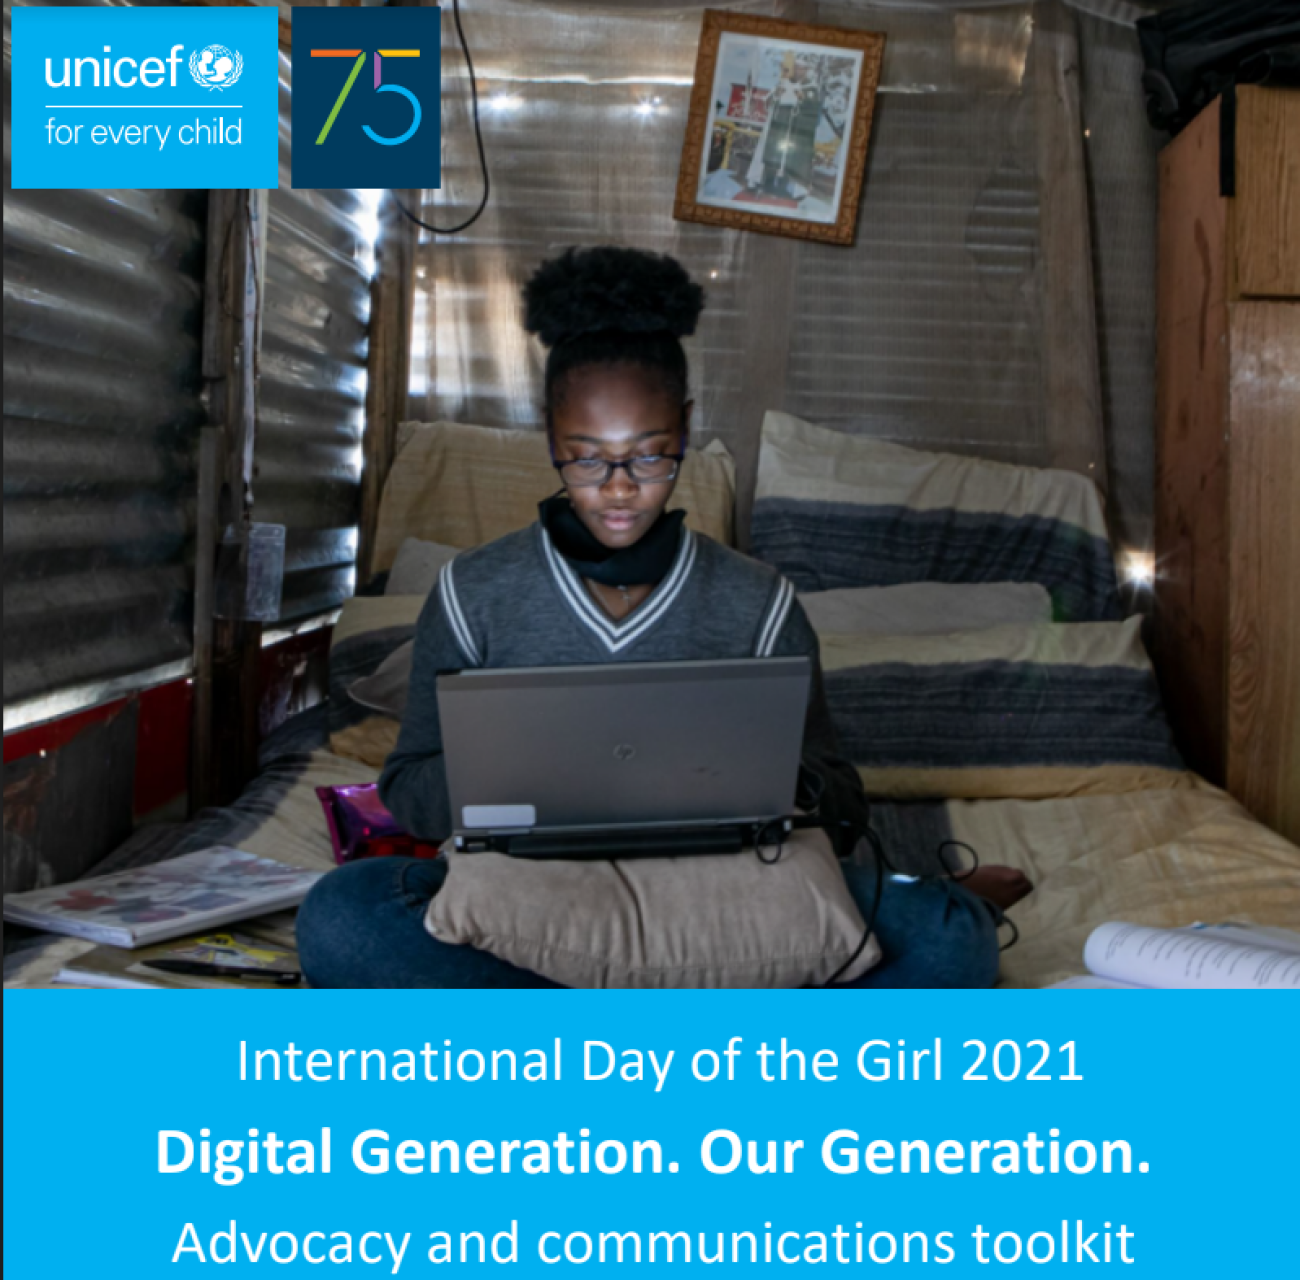 unicef
for every child
75
International Day of the Girl 2021
Digital Generation. Our Generation.
Advocacy and communications toolkit